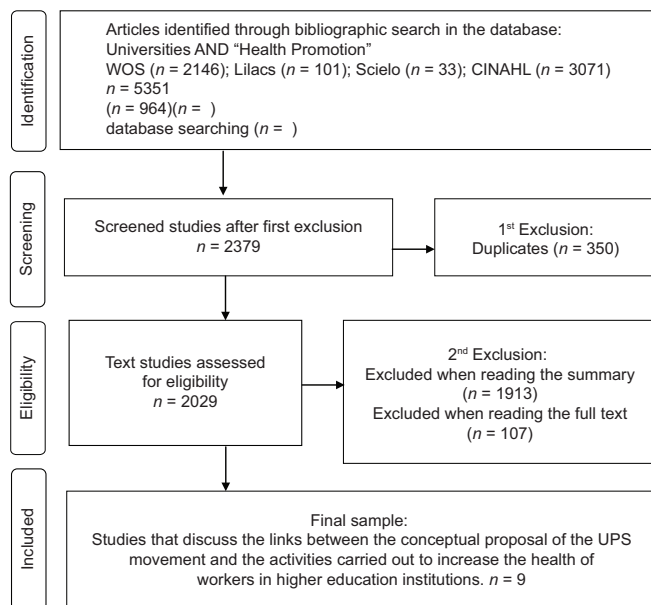 Identification
Articles identified through bibliographic search in the database:
Universities AND “Health Promotion”
WOS (n = 2146); Lilacs (n = 101); Scielo (n = 33); CINAHL (n = 3071)
n = 5351
(n = 964)(n = )
database searching (n = )
Screening
Screened studies after first exclusion
n = 2379
1st Exclusion:
Duplicates (n = 350)
Eligibility
Text studies assessed
for eligibility
n = 2029
2nd Exclusion:
Excluded when reading the summary
(n = 1913)
Excluded when reading the full text
(n = 107)
Included
Final sample:
Studies that discuss the links between the conceptual proposal of the UPS
movement and the activities carried out to increase the health of
workers in higher education institutions. n = 9